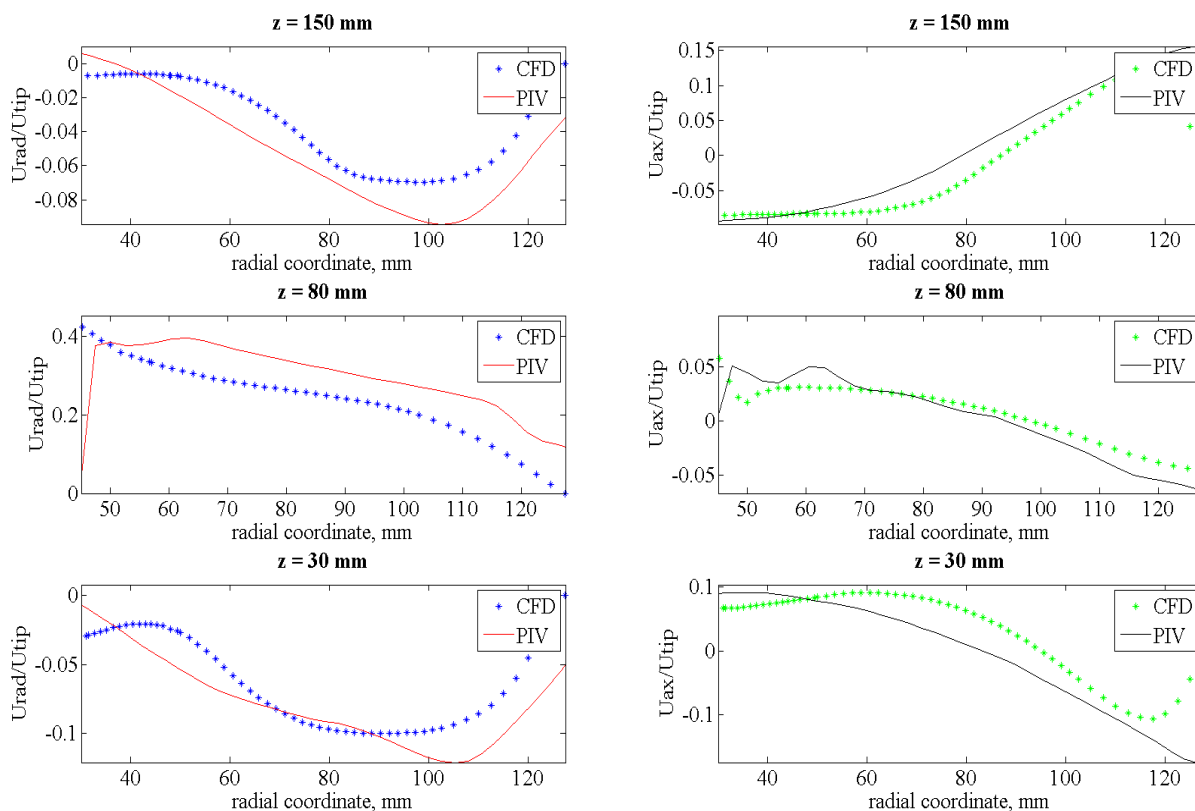 z = 150 mm
0
-0.02
-0.04
-0.06
-0.08
Urad/Utip
CFD
PIV
40 60 80 100 120
radial coordinate, mm
z = 150 mm
0.15
0.1
0.05
0
-0.05
Uax/Utip
CFD
PIV
40 60 80 100 120
radial coordinate, mm
z = 80 mm
0.4
0.2
0
Urad/Utip
CFD
PIV
50 60 70 80 90 100 110 120
radial coordinate, mm
z = 80 mm
0.05
0
-0.05
Uax/Utip
CFD
PIV
50 60 70 80 90 100 110 120
radial coordinate, mm
z = 30 mm
0
-0.05
-0.1
Urad/Utip
CFD
PIV
40 60 80 100 120
radial coordinate, mm
z = 30 mm
0.1
0
-0.1
Uax/Utip
CFD
PIV
40 60 80 100 120
radial coordinate, mm